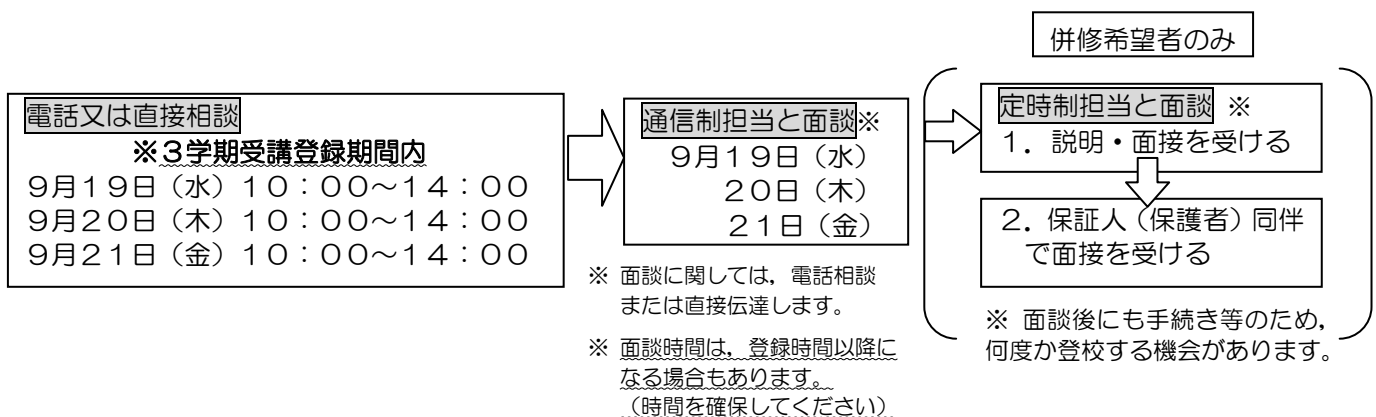 併修希望者のみ
電話又は直接相談
※3学期受講登録期間内
9月19日（水）10：00～14：00
9月20日（木）10：00～14：00
9月21日（金）10：00～14：00
通信制担当と面談※
9月19日（水）
20日（木）
21日（金）
※ 面談に関しては，電話相談
または直接伝達します。
※ 面談時間は，登録時間以降に
なる場合もあります。
（時間を確保してください）
定時制担当と面談 ※
1．説明・面接を受ける
2．保証人（保護者）同伴
で面接を受ける
※ 面談後にも手続き等のため，
何度か登校する機会があります。